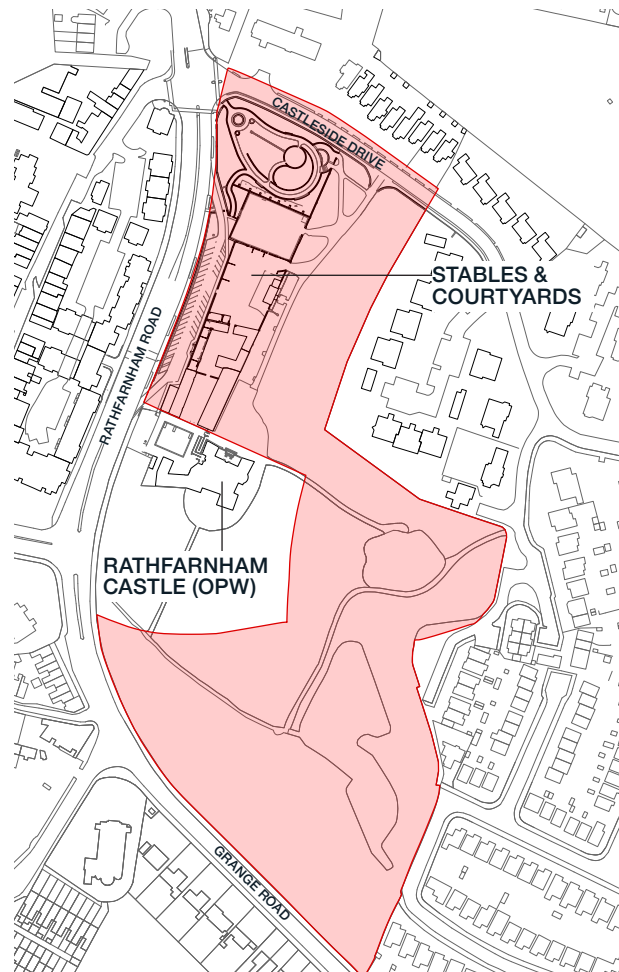 CASTLESIDE DRIVE
STABLES &
COURTYARDS
RATHFARNHAM ROAD
RATHFARNHAM
CASTLE (OPW)
GRANGE ROAD